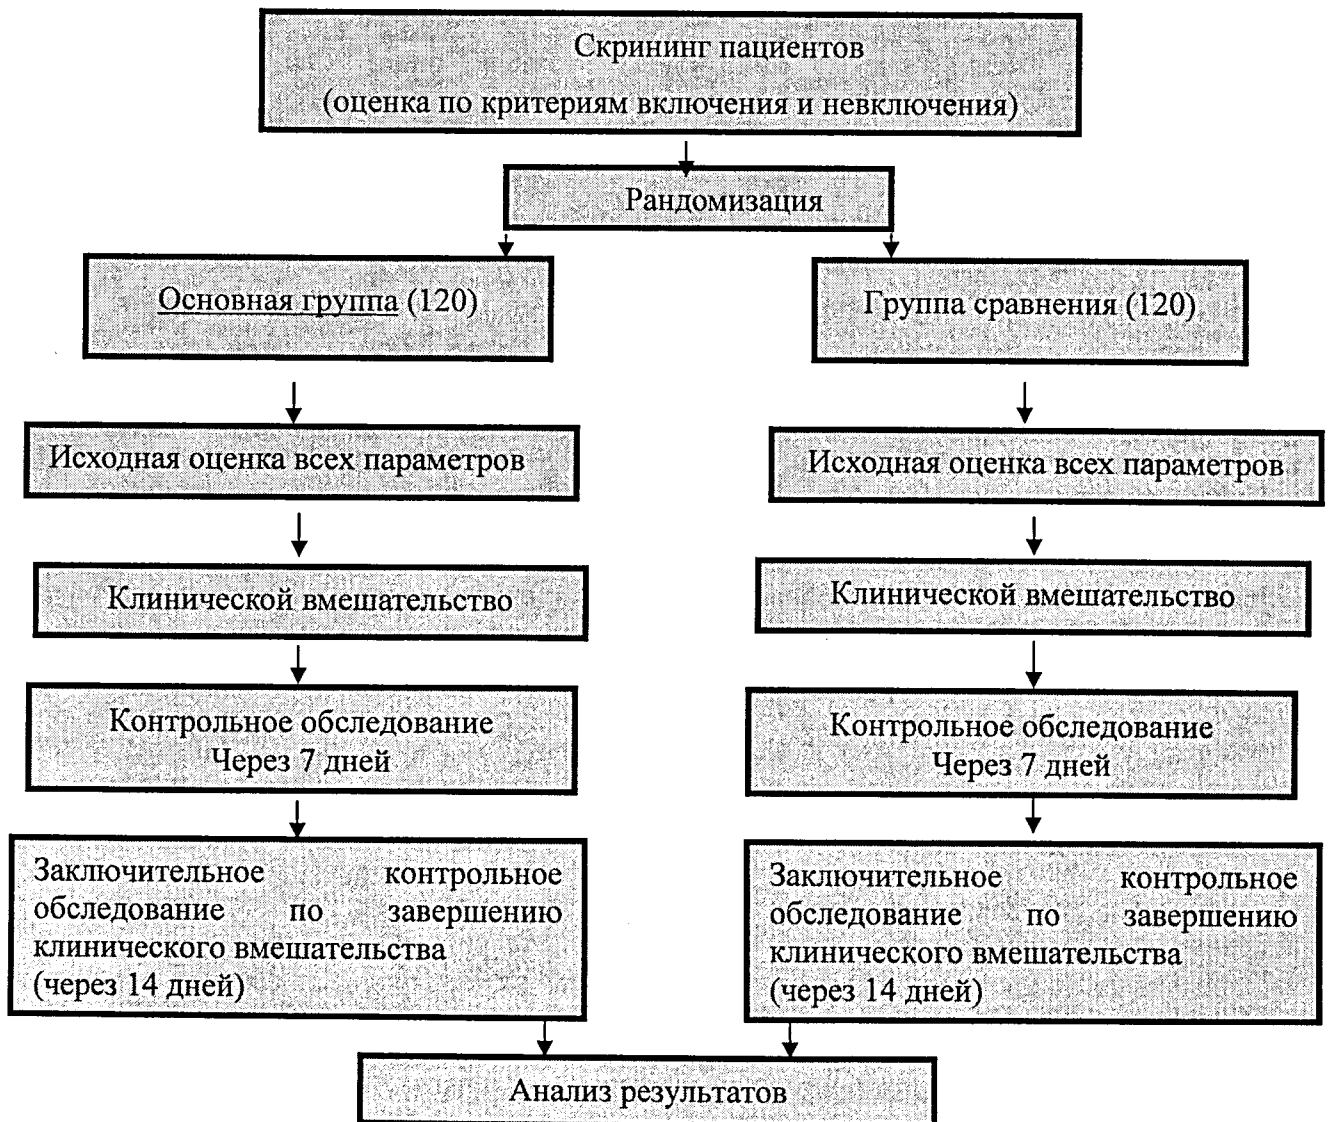 Скрининг пациентов
(оценка по критериям включения и невключения)
Рандомизация
Основная группа (120)
Группа сравнения (120)
Исходная оценка всех параметров
Исходная оценка всех параметров
Клинической вмешательство
Клинической вмешательство
Контрольное обследование
Через 7 дней
Контрольное обследование
Через 7 дней
Заключительное контрольное
обследование по завершению
клинического вмешательства
(через 14 дней)
Заключительное контрольное
обследование по завершению
клинического вмешательства
(через 14 дней)
Анализ результатов